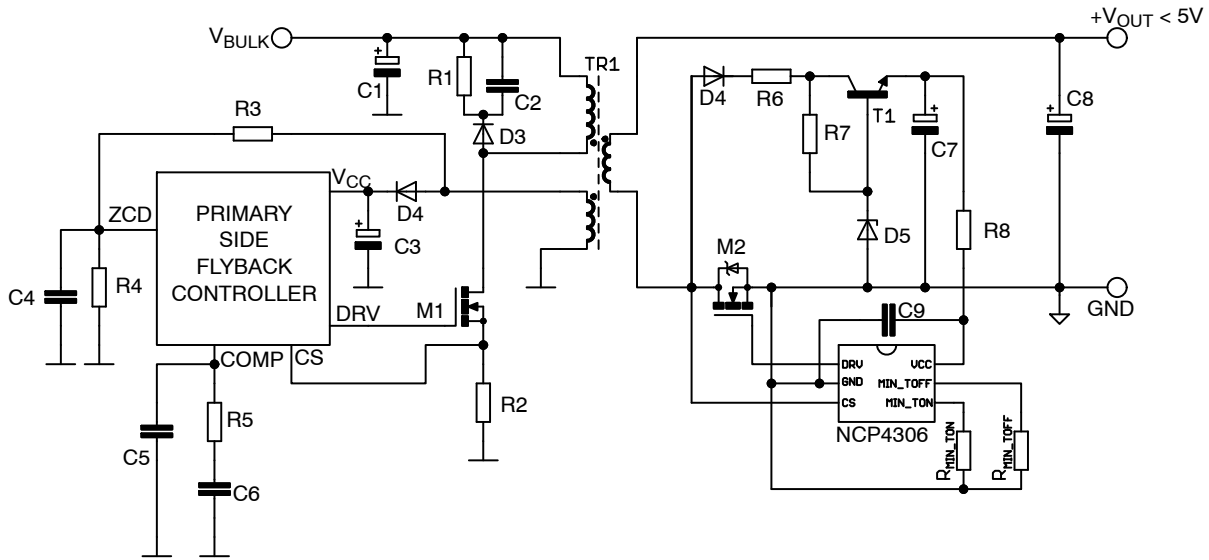 +VOUT < 5V
VBULK
TR1
R1
C1
C2
D4
R6
T1
C8
R3
D3
R7
C7
VCC
ZCD
PRIMARY
SIDE
FLYBACK
CONTROLLER
D4
C3
D5
R8
M2
C4
R4
DRV
M1
C9
GND
COMP
CS
DRV
VCC
GND
MIN_TOFF
CS
MIN_TON
R2
NCP4306
R5
C5
RMIN_TON
RMIN_TOFF
C6